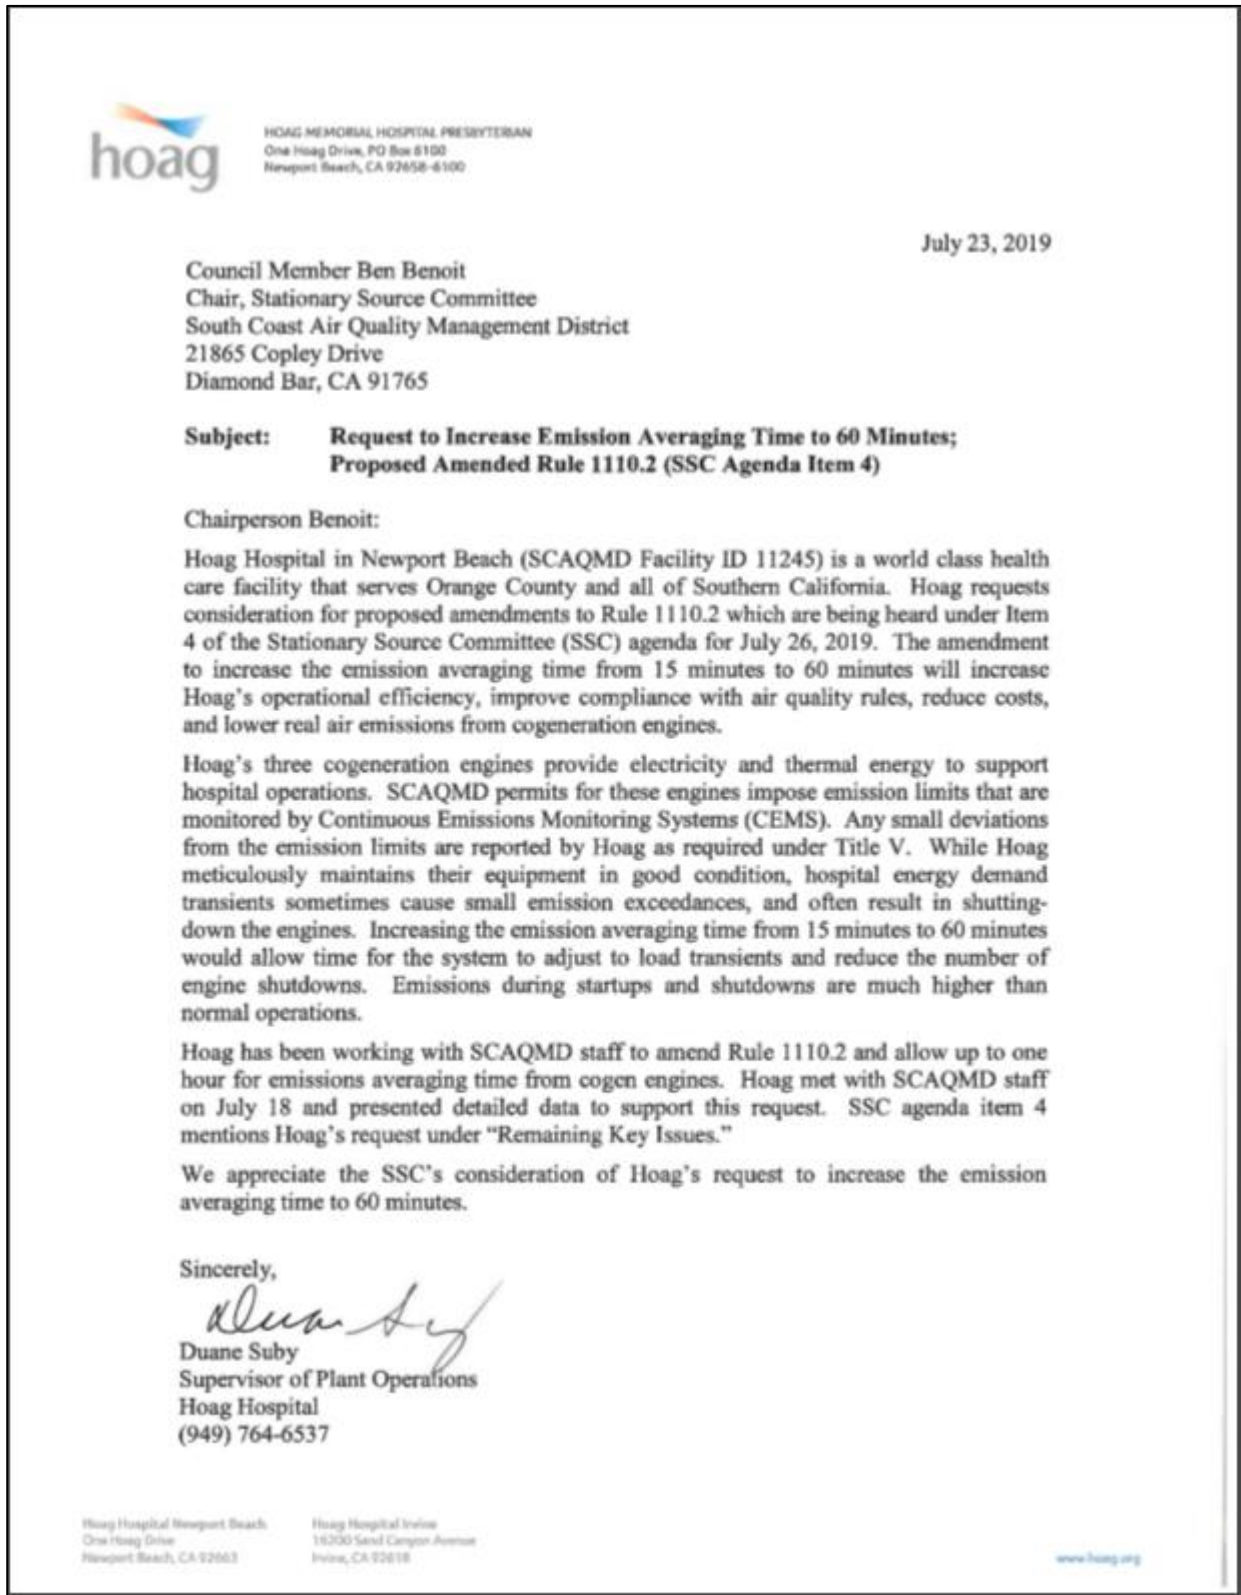 hoag
HOAG MEMORIAL HOSPITAL PRESBYTERIAN
One Hoag Drive, PO Box 6100
Newport Beach, CA 92658-6100
July 23, 2019
Council Member Ben Benoit
Chair, Stationary Source Committee
South Coast Air Quality Management District
21865 Copley Drive
Diamond Bar, CA 91765
Subject: Request to Increase Emission Averaging Time to 60 Minutes;
Proposed Amended Rule 1110.2 (SSC Agenda Item 4)
Chairperson Benoit:
Hoag Hospital in Newport Beach (SCAQMD Facility ID 11245) is a world class health
care facility that serves Orange County and all of Southern California. Hoag requests
consideration for proposed amendments to Rule 1110.2 which are being heard under Item
4 of the Stationary Source Committee (SSC) agenda for July 26, 2019. The amendment
to increase the emission averaging time from 15 minutes to 60 minutes will increase
Hoag's operational efficiency, improve compliance with air quality rules, reduce costs,
and lower real air emissions from cogeneration engines.
Hoag's three cogeneration engines provide electricity and thermal energy to support
hospital operations. SCAQMD permits for these engines impose emission limits that are
monitored by Continuous Emissions Monitoring Systems (CEMS). Any small deviations
from the emission limits are reported by Hoag as required under Title V. While Hoag
meticulously maintains their equipment in good condition, hospital energy demand
transients sometimes cause small emission exceedances, and often result in shutting-
down the engines. Increasing the emission averaging time from 15 minutes to 60 minutes
would allow time for the system to adjust to load transients and reduce the number of
engine shutdowns. Emissions during startups and shutdowns are much higher than
normal operations.
Hoag has been working with SCAQMD staff to amend Rule 1110.2 and allow up to one
hour for emissions averaging time from cogen engines. Hoag met with SCAQMD staff
on July 18 and presented detailed data to support this request. SSC agenda item 4
mentions Hoag's request under "Remaining Key Issues."
We appreciate the SSC's consideration of Hoag's request to increase the emission
averaging time to 60 minutes.
Sincerely,
Duane Suby
Supervisor of Plant Operations
Hoag Hospital
(949) 764-6537
Hoag Hospital Newport Beach
One Hoag Drive
Newport Beach, CA 92663
Hoag Hospital Irvine
16200 Sand Canyon Avenue
Irvine, CA 92618
www.hoag.org